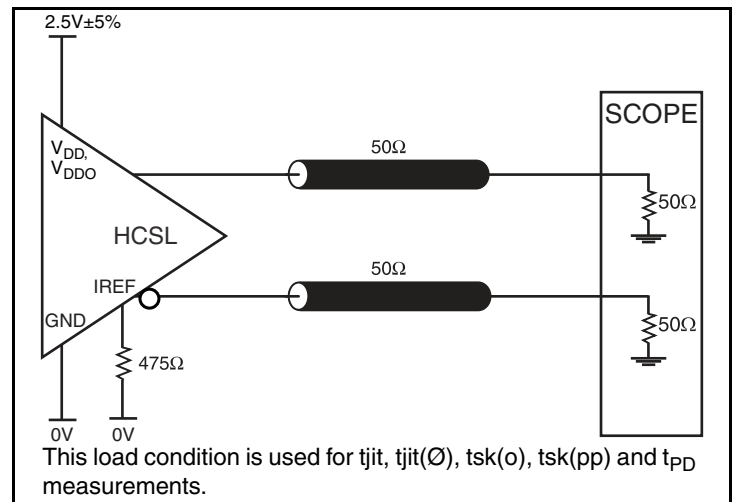 2.5V±5%
SCOPE
V_DD,
V_DDO
50Ω
50Ω
HCSL
50Ω
IREF
GND
50Ω
475Ω
0V
0V
This load condition is used for tjit, tjit(Ø), tsk(o), tsk(pp) and t_PD
measurements.